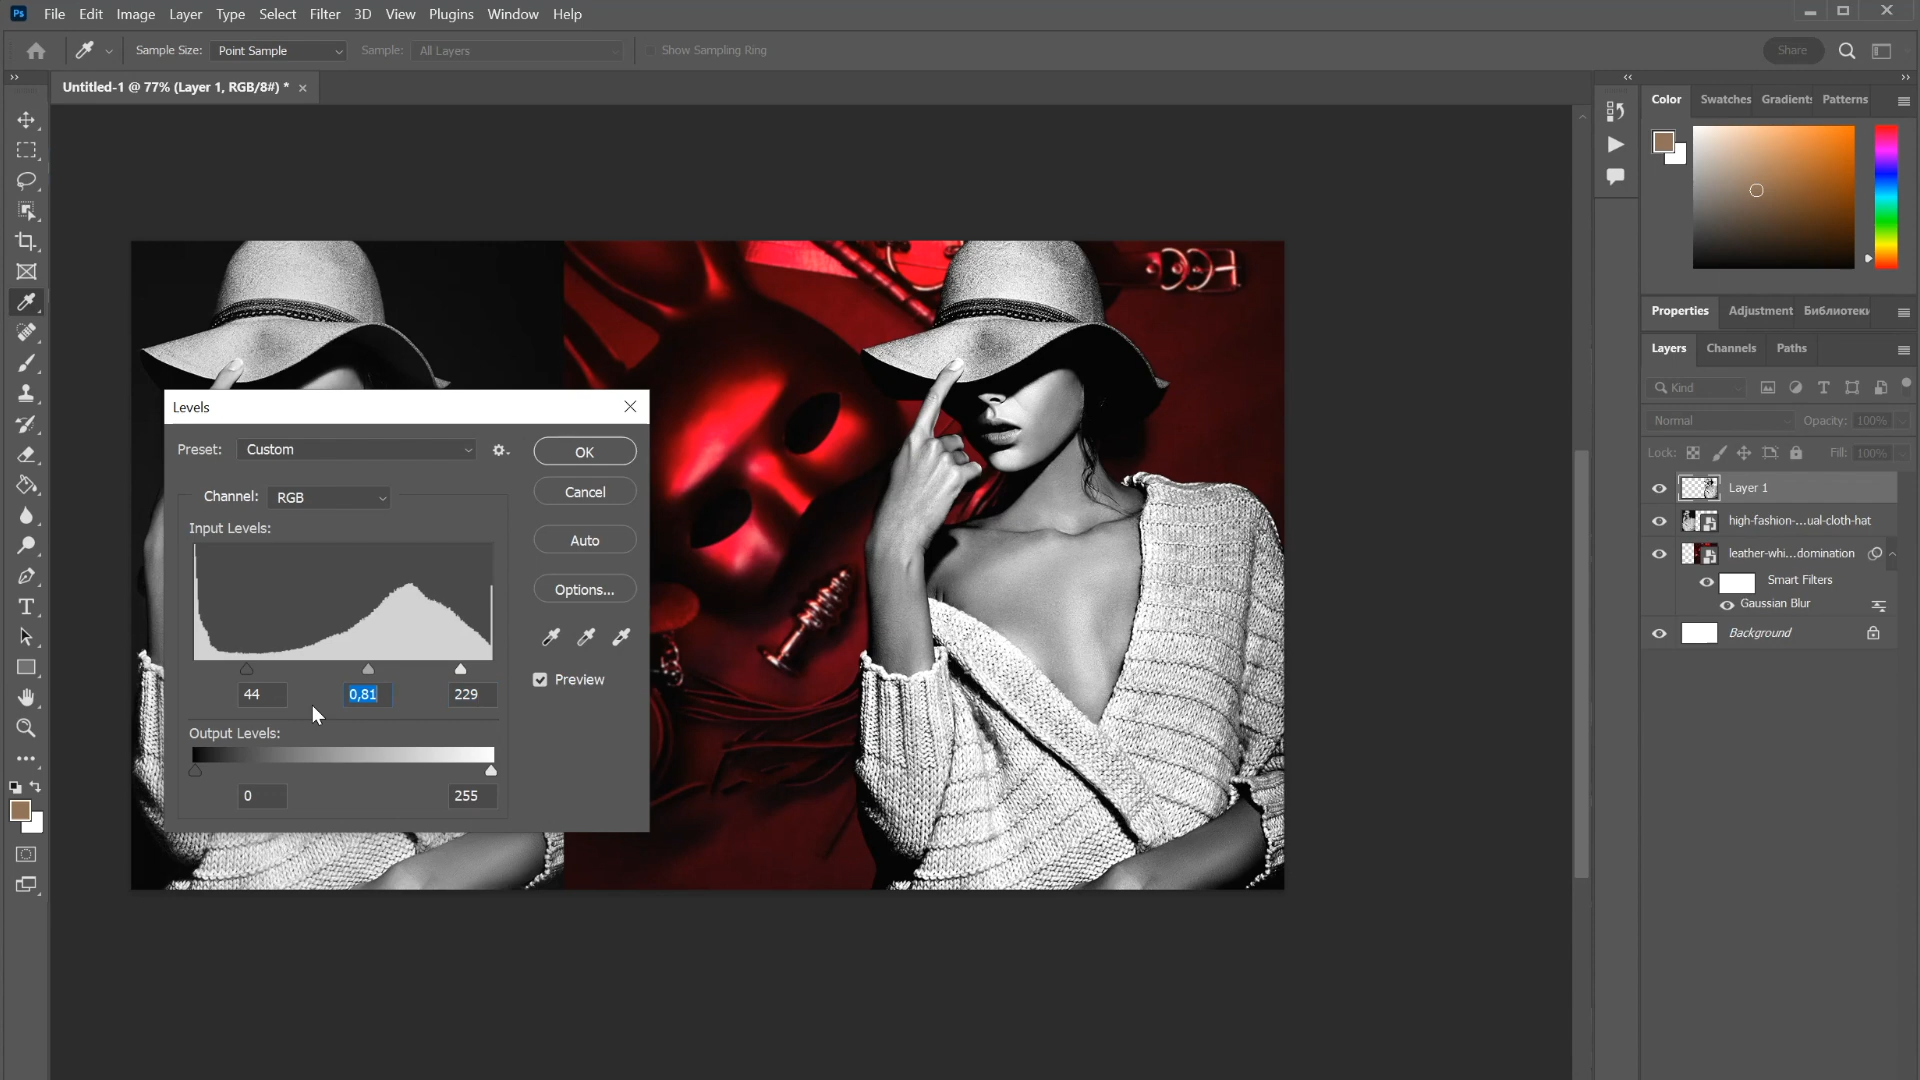 Ps File Edit Image Layer Type Select Filter 3D View Plugins Window Help
Sample Size: Point Sample Sample: All Layers Show Sampling Ring Share
Untitled-1 @ 77% (Layer 1, RGB/8#) * ×
Color Swatches Gradient: Patterns
Properties Adjustment Библиотеки
Layers Channels Paths
Kind
Normal Opacity: 100%
Lock: Fill: 100%
Layer 1
high-fashion-...ual-cloth-hat
leather-whi...domination
Smart Filters
Gaussian Blur
Background
Levels
Preset: Custom
OK
Cancel
Auto
Options...
Preview
Channel: RGB
Input Levels:
44 0,81 229
Output Levels:
0 255